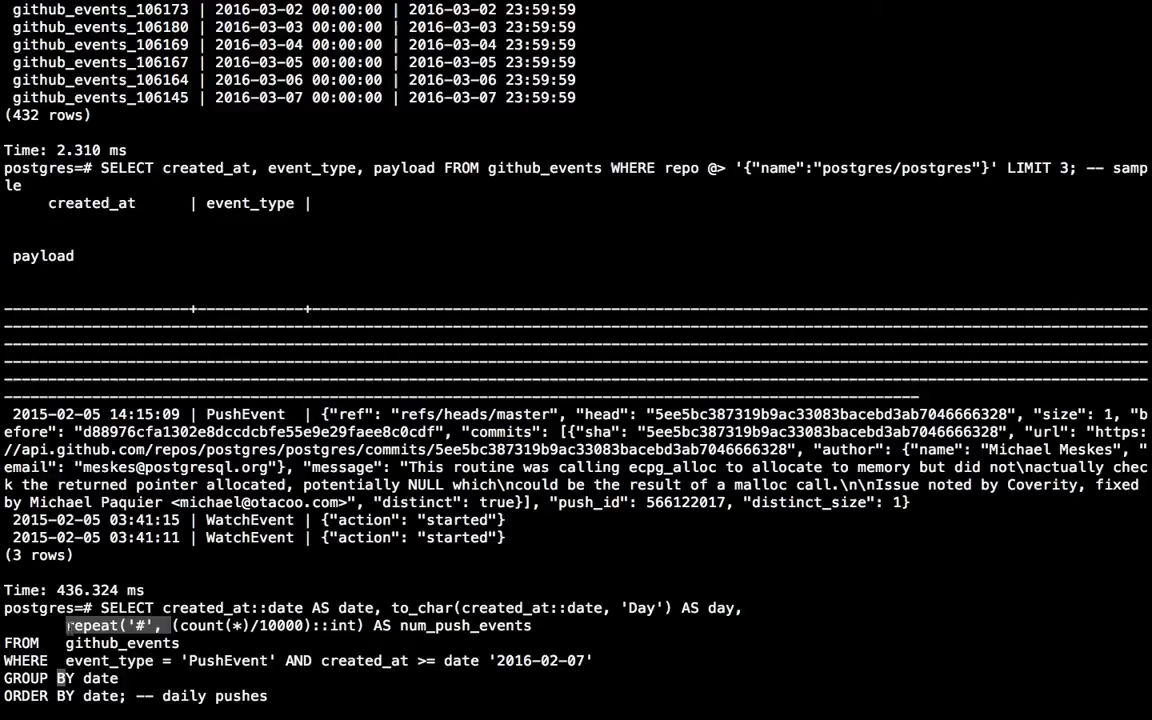 github_events_106173 | 2016-03-02 00:00:00 | 2016-03-02 23:59:59
github_events_106180 | 2016-03-03 00:00:00 | 2016-03-03 23:59:59
github_events_106169 | 2016-03-04 00:00:00 | 2016-03-04 23:59:59
github_events_106167 | 2016-03-05 00:00:00 | 2016-03-05 23:59:59
github_events_106164 | 2016-03-06 00:00:00 | 2016-03-06 23:59:59
github_events_106145 | 2016-03-07 00:00:00 | 2016-03-07 23:59:59
(432 rows)
Time: 2.310 ms
postgres=# SELECT created_at, event_type, payload FROM github_events WHERE repo @> '{"name":"postgres/postgres"}' LIMIT 3; -- samp
le
created_at | event_type |
payload
2015-02-05 14:15:09 | PushEvent | {"ref": "refs/heads/master", "head": "5ee5bc387319b9ac33083bacebd3ab7046666328", "size": 1, "b
efore": "d88976cfa1302e8dccdcbfe55e9e29faee8c0cdf", "commits": [{"sha": "5ee5bc387319b9ac33083bacebd3ab7046666328", "url": "https:
//api.github.com/repos/postgres/postgres/commits/5ee5bc387319b9ac33083bacebd3ab7046666328", "author": {"name": "Michael Meskes", "
email": "meskes@postgresql.org"}, "message": "This routine was calling ecpg_alloc to allocate to memory but did not\nactually chec
k the returned pointer allocated, potentially NULL which\ncould be the result of a malloc call.\n\nIssue noted by Coverity, fixed
by Michael Paquier <michael@otacoo.com>", "distinct": true}], "push_id": 566122017, "distinct_size": 1}
2015-02-05 03:41:15 | WatchEvent | {"action": "started"}
2015-02-05 03:41:11 | WatchEvent | {"action": "started"}
(3 rows)
Time: 436.324 ms
postgres=# SELECT created_at::date AS date, to_char(created_at::date, 'Day') AS day,
repeat('#', (count(*)/10000)::int) AS num_push_events
FROM github_events
WHERE event_type = 'PushEvent' AND created_at >= date '2016-02-07'
GROUP BY date
ORDER BY date; -- daily pushes